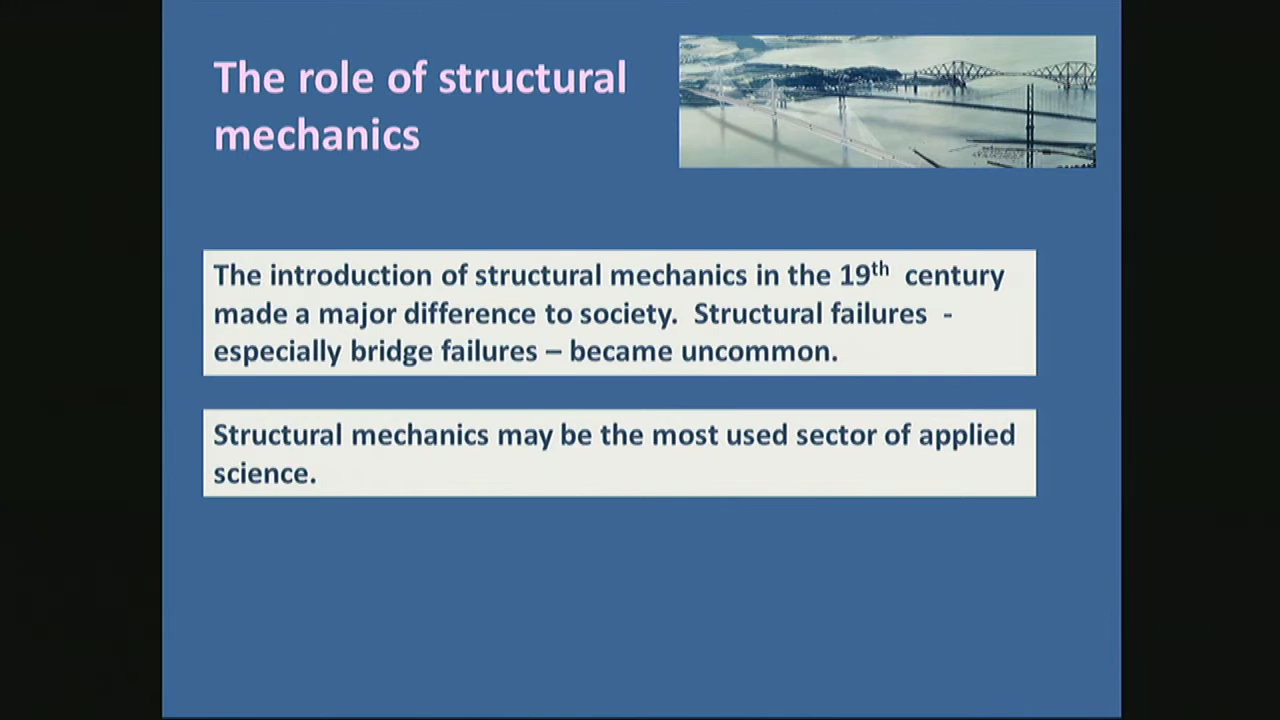 The role of structural
mechanics
The introduction of structural mechanics in the 19th century
made a major difference to society. Structural failures -
especially bridge failures – became uncommon.
Structural mechanics may be the most used sector of applied
science.